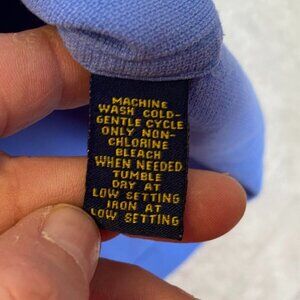 MACHINE
WASH COLD-
GENTLE CYCLE
ONLY NON-
CHLORINE
BLEACH
WHEN NEEDED
TUMBLE
DRY AT
LOW SETTING
IRON AT
LOW SETTING